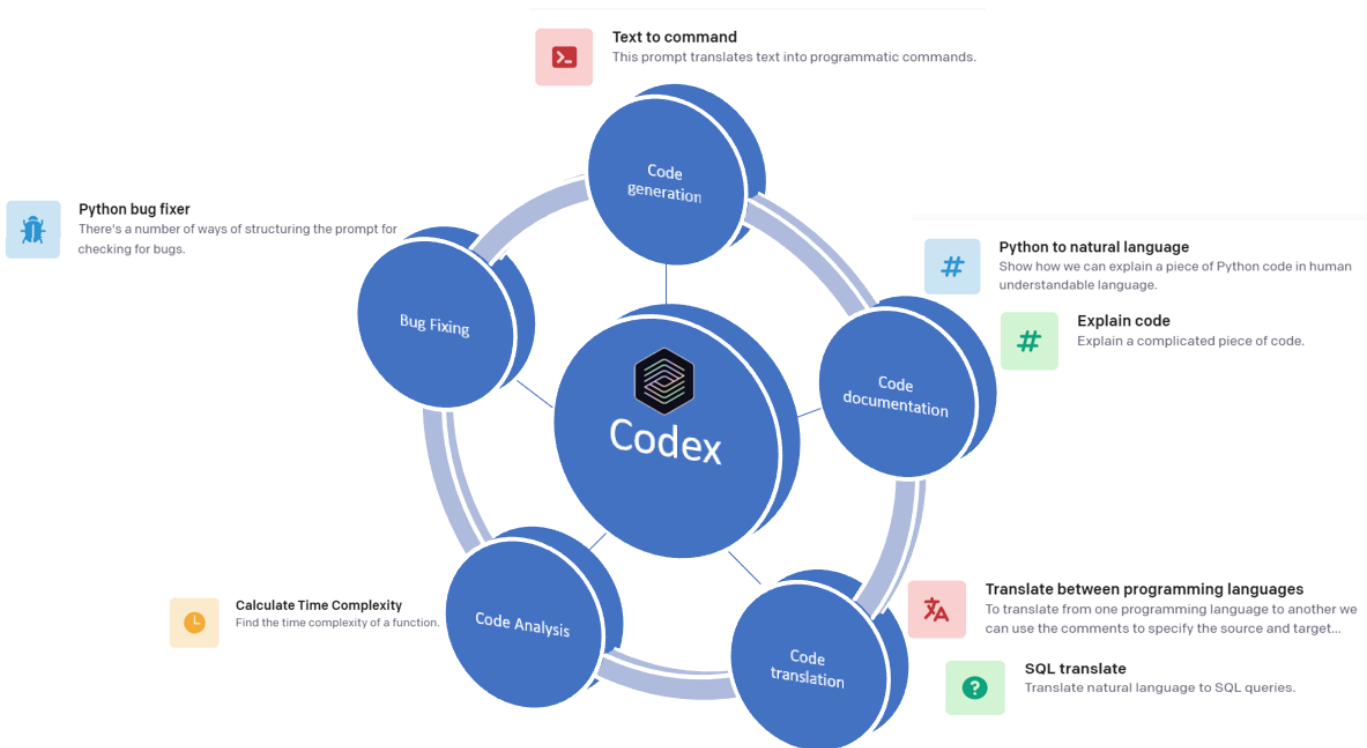 Text to command
This prompt translates text into programmatic commands.
Code
generation
Python bug fixer
There's a number of ways of structuring the prompt for
checking for bugs.
Python to natural language
Show how we can explain a piece of Python code in human
understandable language.
Explain code
Explain a complicated piece of code.
Bug Fixing
Code
documentation
Codex
Calculate Time Complexity
Find the time complexity of a function.
Code Analysis
Code
translation
Translate between programming languages
To translate from one programming language to another we
can use the comments to specify the source and target...
SQL translate
Translate natural language to SQL queries.